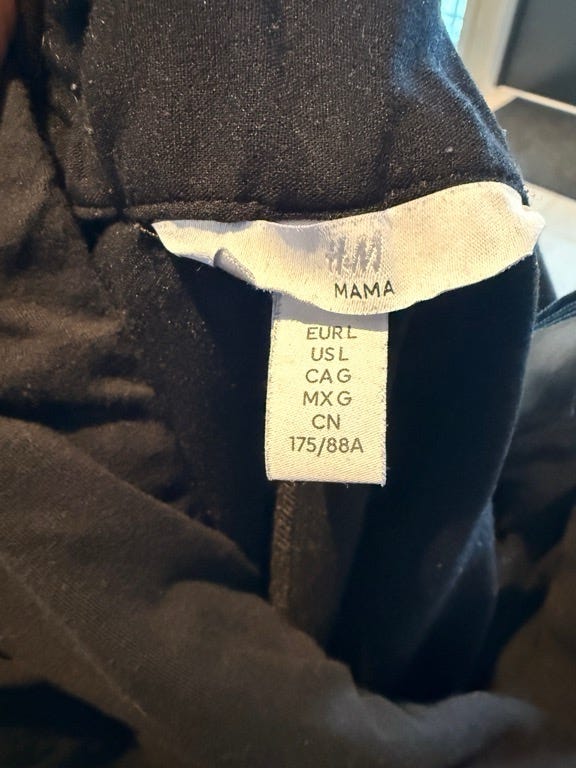 H&M
MAMA
EUR L
US L
CA G
MX G
CN
175/88A